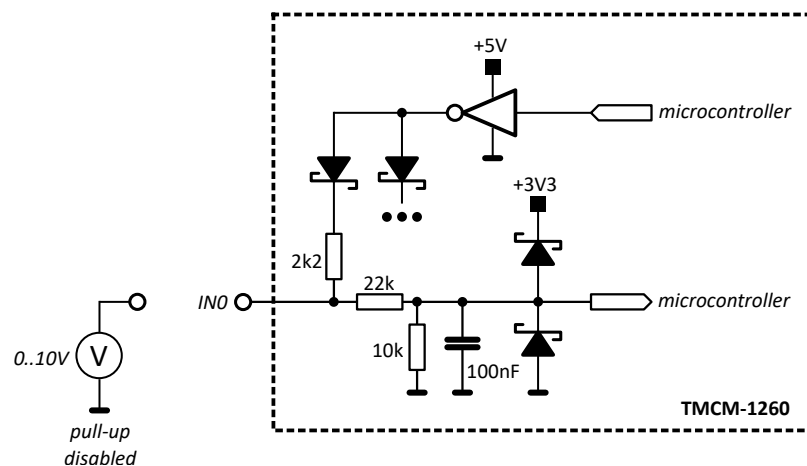 +5V
microcontroller
+3V3
2k2
22k
IN0
microcontroller
0..10V
V
10k
100nF
TMCM-1260
pull-up
disabled